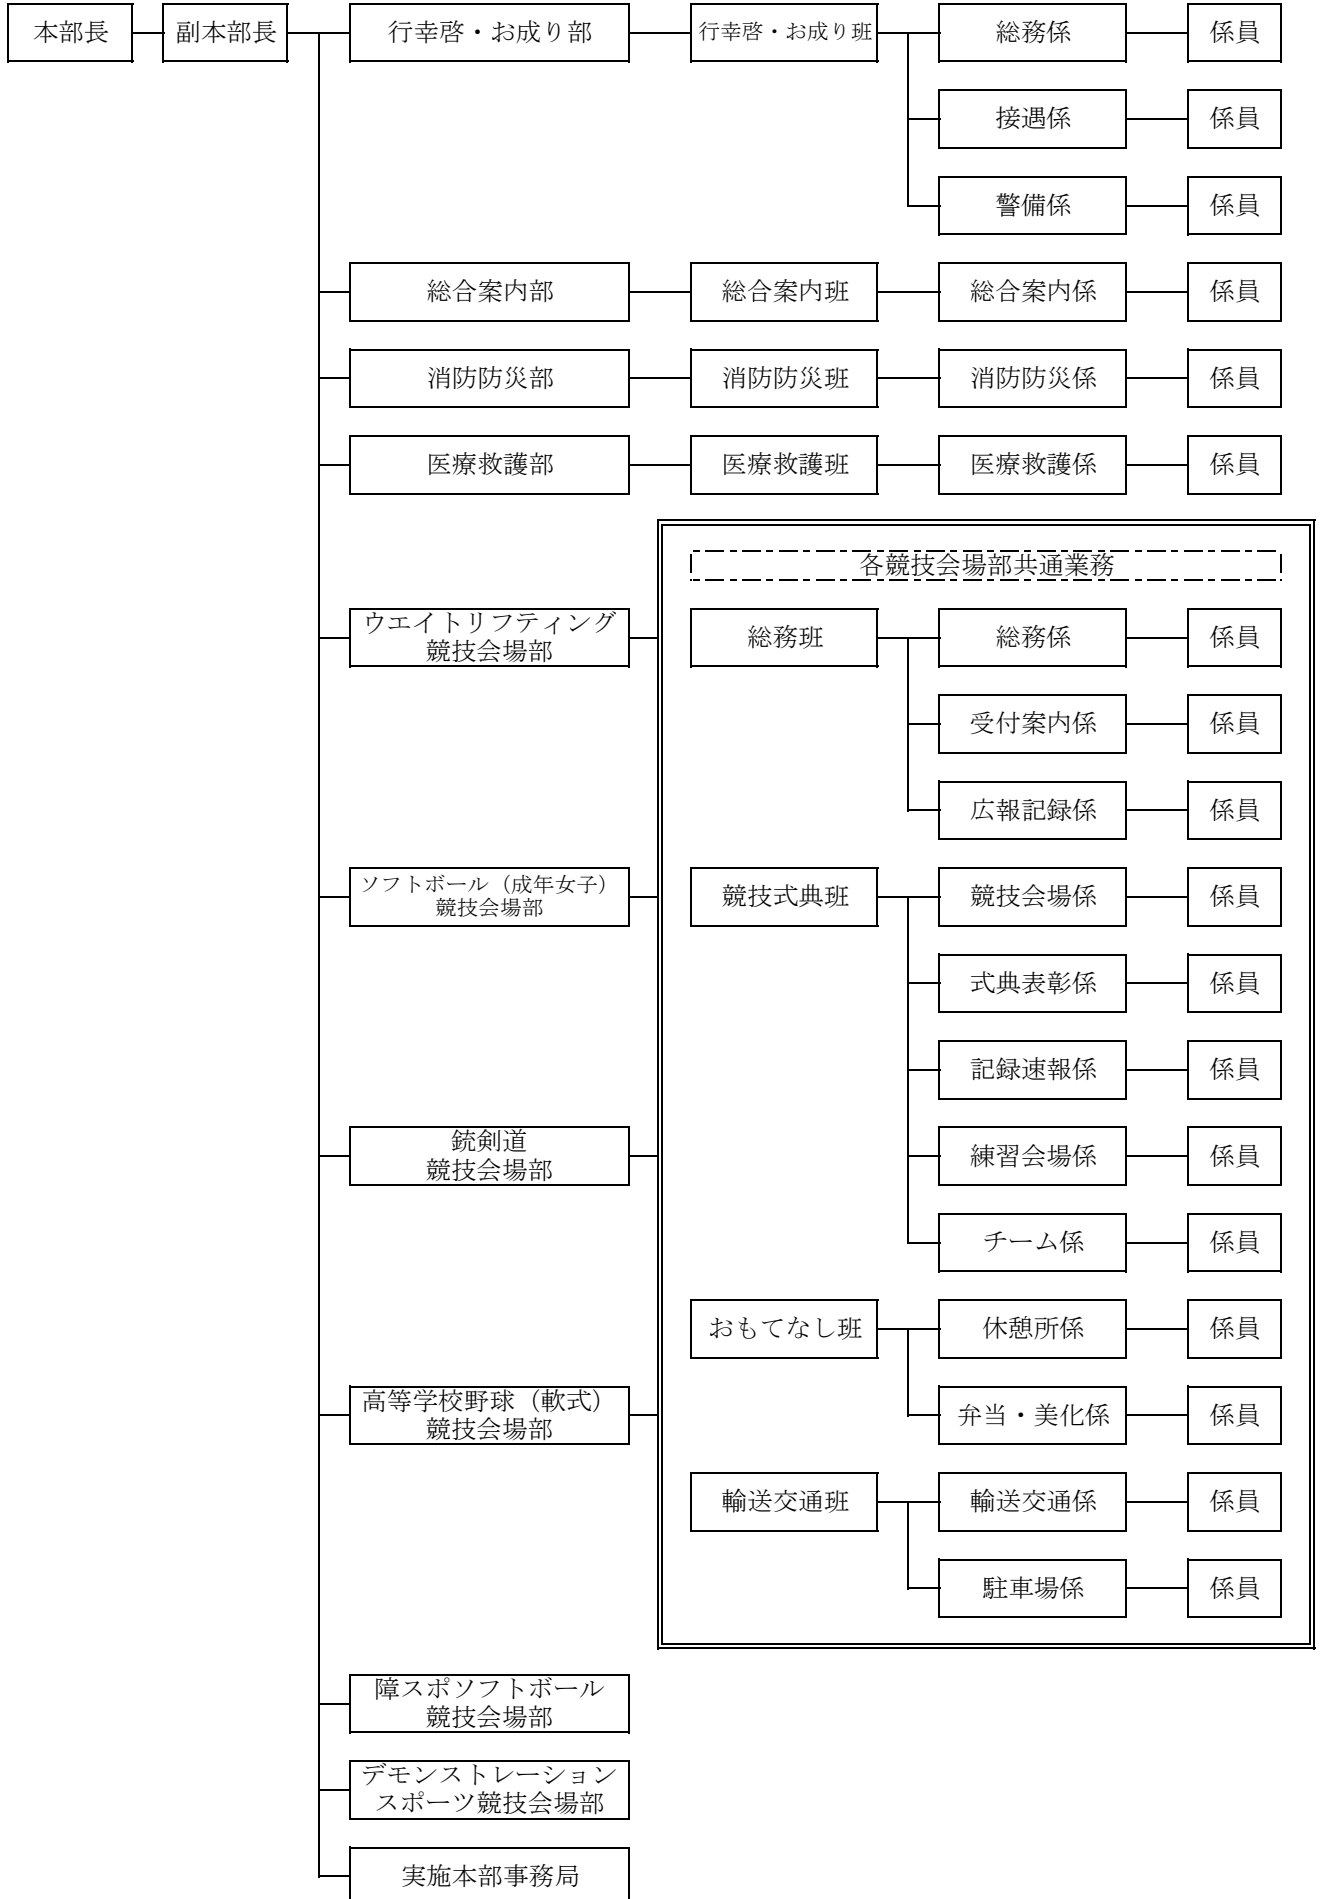 本部長
副本部長
行幸啓・お成り部
行幸啓・お成り班
総務係
係員
接遇係
係員
警備係
係員
総合案内部
総合案内班
総合案内係
係員
消防防災部
消防防災班
消防防災係
係員
医療救護部
医療救護班
医療救護係
係員
各競技会場部共通業務
ウエイトリフティング
競技会場部
総務班
総務係
係員
受付案内係
係員
広報記録係
係員
ソフトボール（成年女子）
競技会場部
競技式典班
競技会場係
係員
式典表彰係
係員
記録速報係
係員
銃剣道
競技会場部
練習会場係
係員
チーム係
係員
おもてなし班
休憩所係
係員
高等学校野球（軟式）
競技会場部
弁当・美化係
係員
輸送交通班
輸送交通係
係員
駐車場係
係員
障スポソフトボール
競技会場部
デモンストレーション
スポーツ競技会場部
実施本部事務局